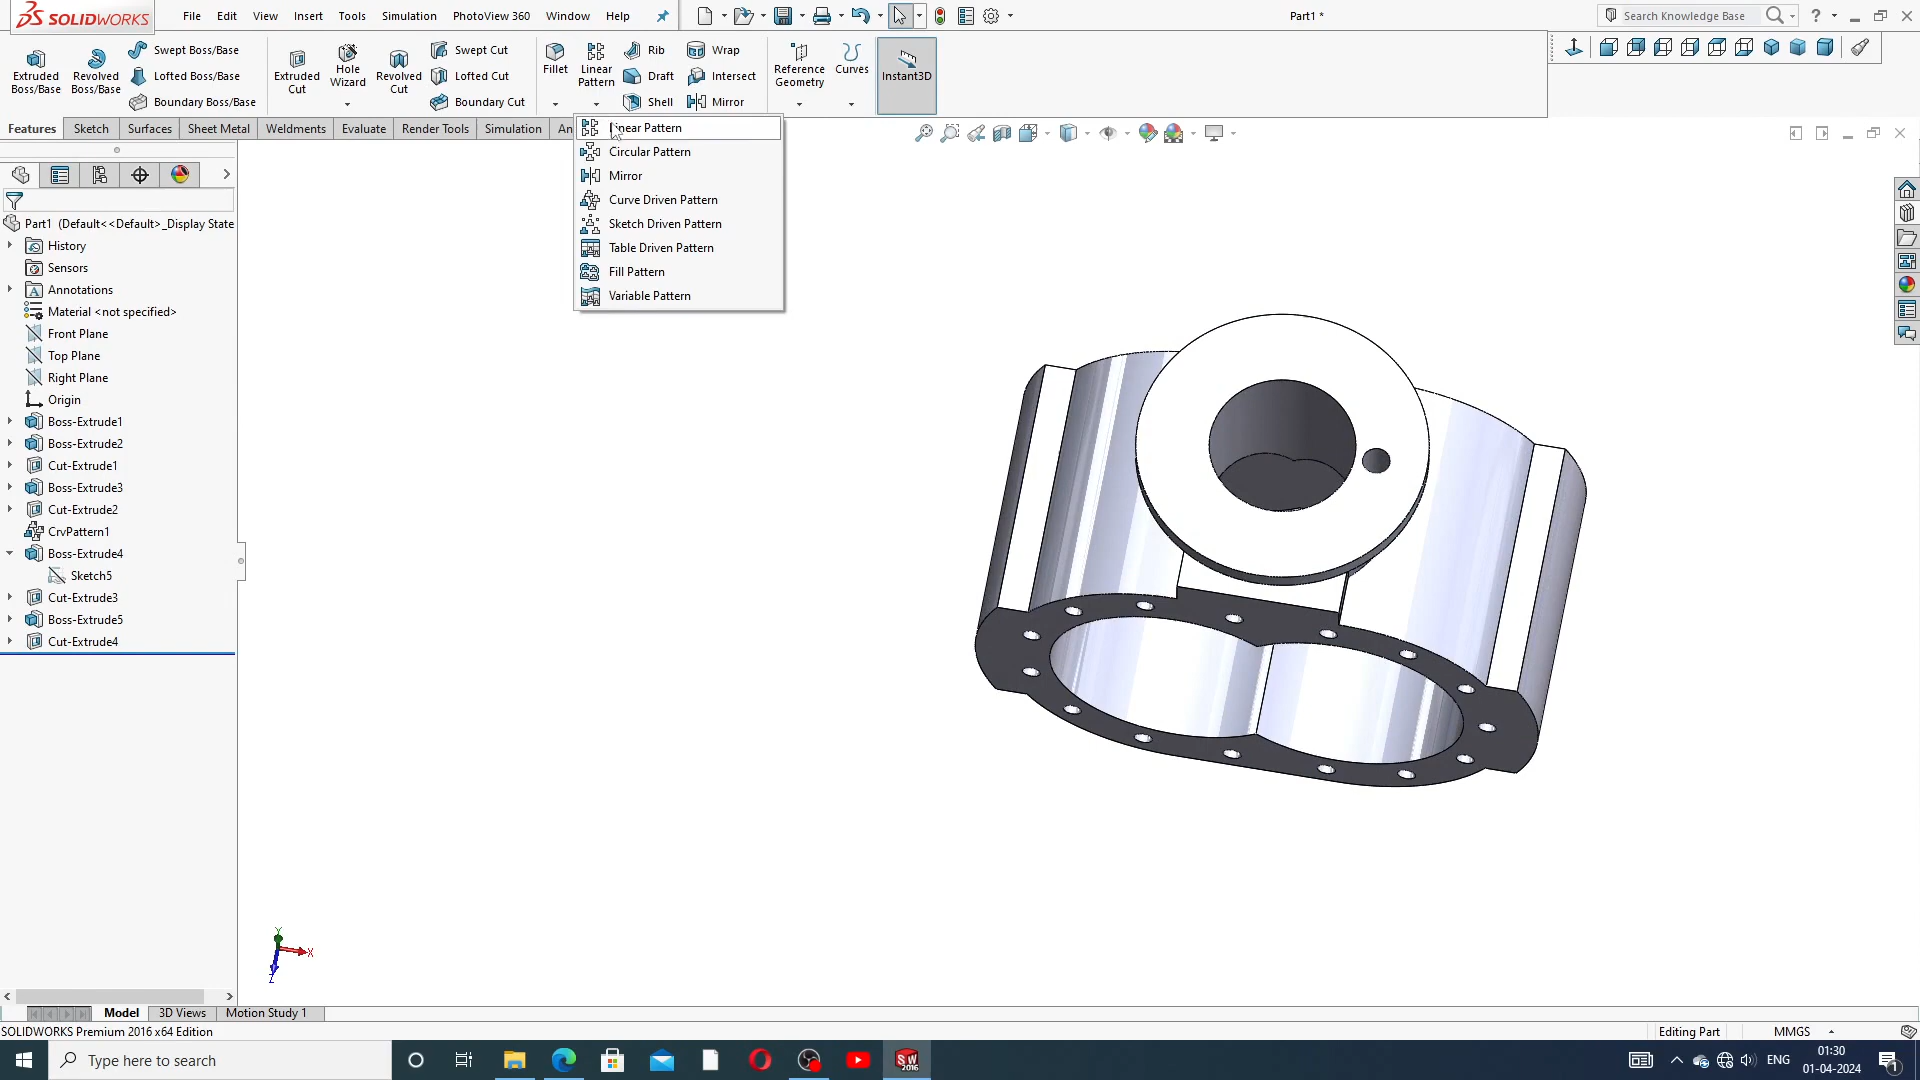 SOLIDWORKS
File Edit View Insert Tools Simulation PhotoView 360 Window Help
Part1 *
Search Knowledge Base
Extruded Boss/Base
Revolved Boss/Base
Swept Boss/Base
Lofted Boss/Base
Boundary Boss/Base
Extruded Cut
Hole Wizard
Revolved Cut
Swept Cut
Lofted Cut
Boundary Cut
Fillet
Linear Pattern
Rib
Draft
Shell
Wrap
Intersect
Mirror
Reference Geometry
Curves
Instant3D
Features Sketch Surfaces Sheet Metal Weldments Evaluate Render Tools Simulation An
Linear Pattern
Circular Pattern
Mirror
Curve Driven Pattern
Sketch Driven Pattern
Table Driven Pattern
Fill Pattern
Variable Pattern
Part1 (Default<<Default>_Display State
History
Sensors
Annotations
Material <not specified>
Front Plane
Top Plane
Right Plane
Origin
Boss-Extrude1
Boss-Extrude2
Cut-Extrude1
Boss-Extrude3
Cut-Extrude2
CrvPattern1
Boss-Extrude4
Sketch5
Cut-Extrude3
Boss-Extrude5
Cut-Extrude4
Y
X
Z
Model 3D Views Motion Study 1
SOLIDWORKS Premium 2016 x64 Edition
Editing Part MMGS
Type here to search
SW 2016
ENG
01:30
01-04-2024
1